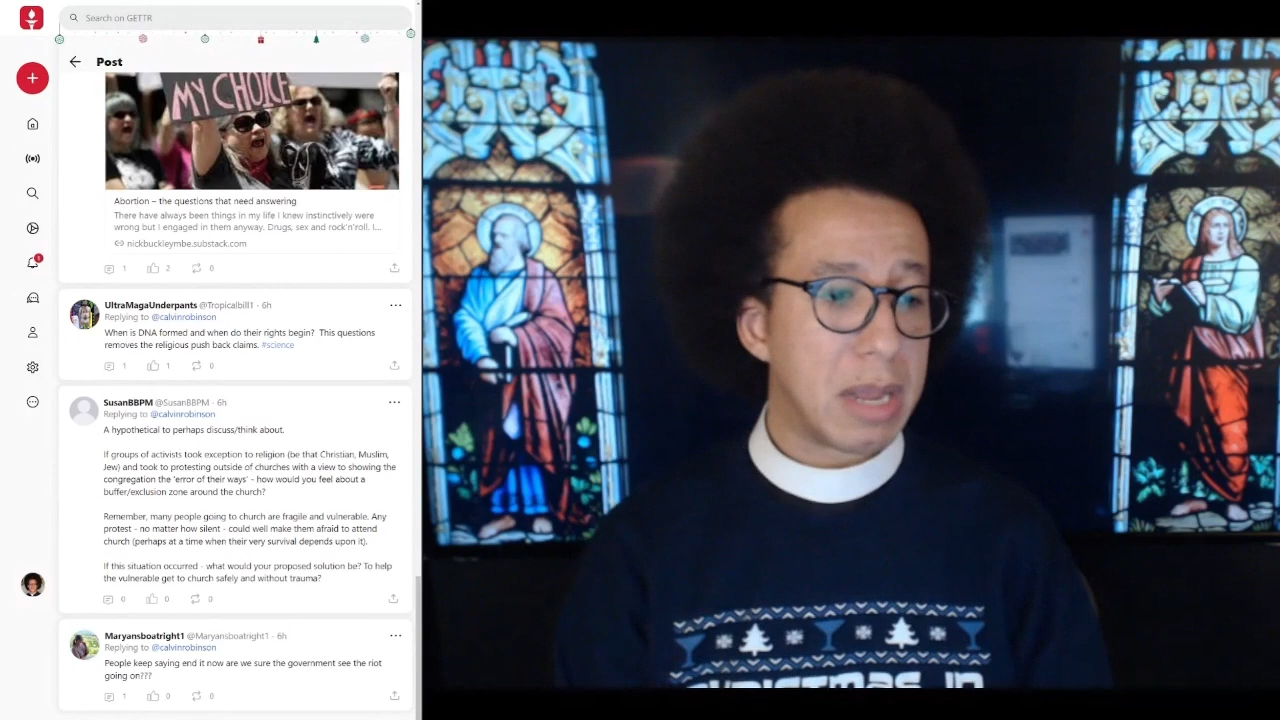 Search on GETTR
Post
MY CHOICE
Abortion – the questions that need answering
There have always been things in my life I knew instinctively were
wrong but I engaged in them anyway. Drugs, sex and rock'n'roll. I...
nickbuckleymbe.substack.com
1 2 0
UltraMagaUnderpants @Tropicalbill1 · 6h
Replying to @calvinrobinson
When is DNA formed and when do their rights begin? This questions
removes the religious push back claims. #science
1 1 0
SusanBBPM @SusanBBPM · 6h
Replying to @calvinrobinson
A hypothetical to perhaps discuss/think about.
If groups of activists took exception to religion (be that Christian, Muslim,
Jew) and took to protesting outside of churches with a view to showing the
congregation the 'error of their ways' - how would you feel about a
buffer/exclusion zone around the church?
Remember, many people going to church are fragile and vulnerable. Any
protest - no matter how silent - could well make them afraid to attend
church (perhaps at a time when their very survival depends upon it).
If this situation occurred - what would your proposed solution be? To help
the vulnerable get to church safely and without trauma?
0 0 0
Maryansboatright1 @Maryansboatright1 · 6h
Replying to @calvinrobinson
People keep saying end it now are we sure the government see the riot
going on???
1 0 0
CHRISTMAS IN